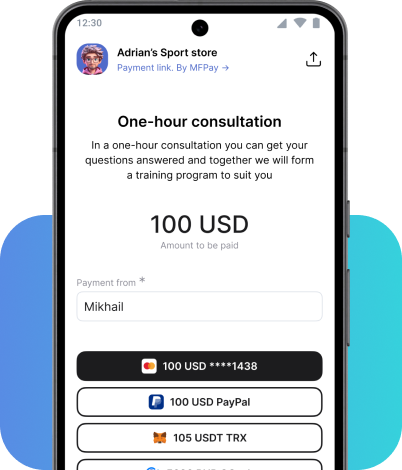 12:30
Adrian's Sport store
Payment link. By MFPay →
One-hour consultation
In a one-hour consultation you can get your
questions answered and together we will form
a training program to suit you
100 USD
Amount to be paid
Payment from *
Mikhail
100 USD ****1438
100 USD PayPal
105 USDT TRX